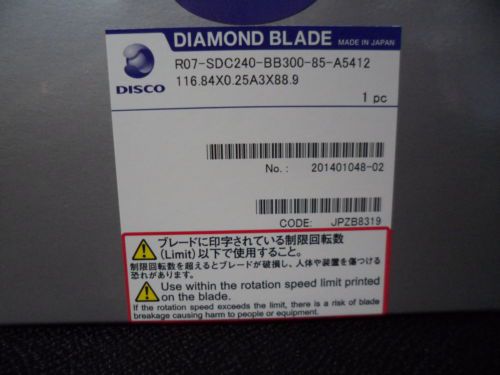 DIAMOND BLADE MADE IN JAPAN
DISCO
R07-SDC240-BB300-85-A5412
116.84X0.25A3X88.9
1 pc
No.: 201401048-02
CODE: JPZB8319
ブレードに印字されている制限回転数
(Limit)以下で使用すること。
制限回転数を超えるとブレードが破損し、人体や装置を傷つける
恐れがあります。
Use within the rotation speed limit printed
on the blade.
If the rotation speed exceeds the limit, there is a risk of blade
breakage causing harm to people or equipment.